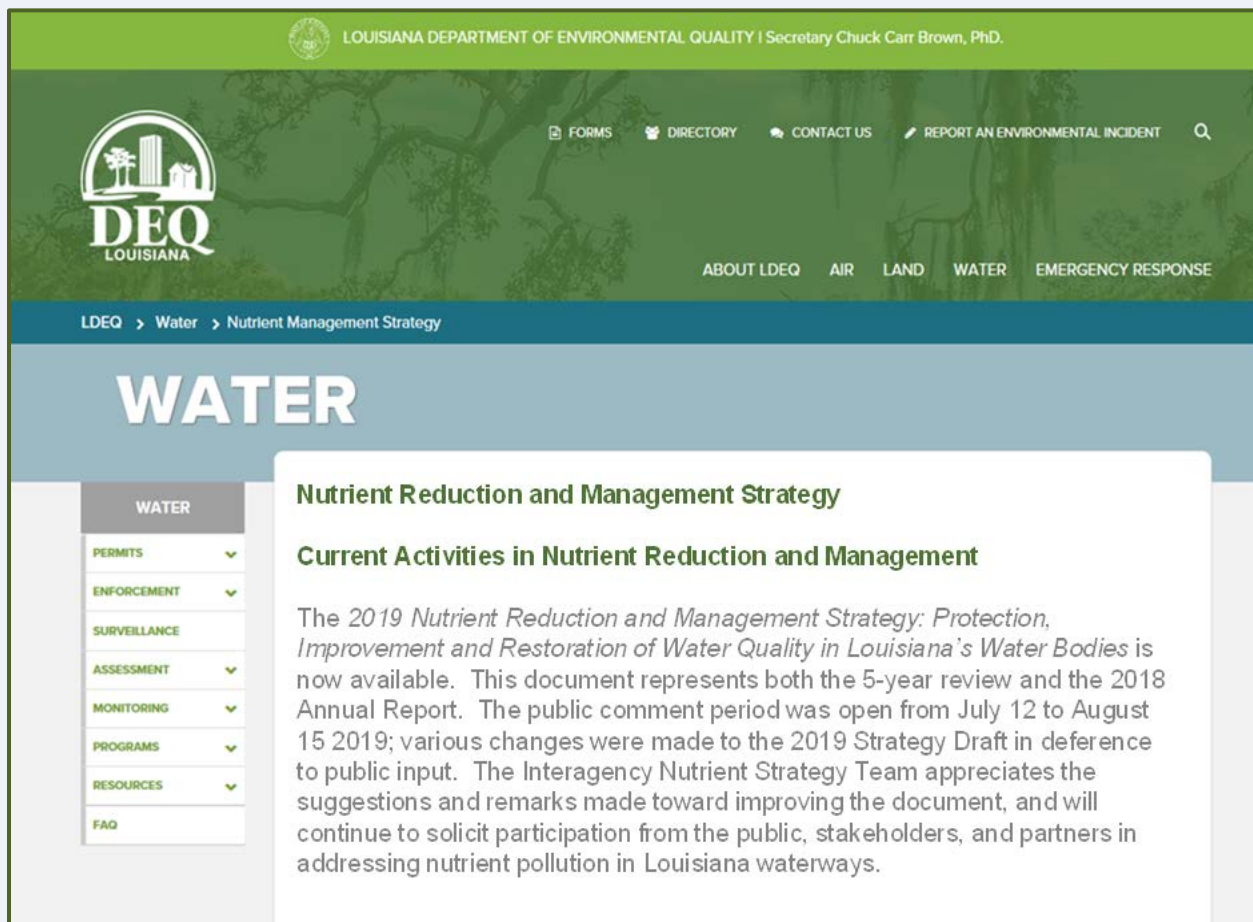 LOUISIANA DEPARTMENT OF ENVIRONMENTAL QUALITY | Secretary Chuck Carr Brown, PhD.
FORMS DIRECTORY CONTACT US REPORT AN ENVIRONMENTAL INCIDENT
DEQ
LOUISIANA
ABOUT LDEQ AIR LAND WATER EMERGENCY RESPONSE
LDEQ > Water > Nutrient Management Strategy
WATER
WATER
PERMITS
ENFORCEMENT
SURVEILLANCE
ASSESSMENT
MONITORING
PROGRAMS
RESOURCES
FAQ
Nutrient Reduction and Management Strategy
Current Activities in Nutrient Reduction and Management
The 2019 Nutrient Reduction and Management Strategy: Protection,
Improvement and Restoration of Water Quality in Louisiana's Water Bodies is
now available. This document represents both the 5-year review and the 2018
Annual Report. The public comment period was open from July 12 to August
15 2019; various changes were made to the 2019 Strategy Draft in deference
to public input. The Interagency Nutrient Strategy Team appreciates the
suggestions and remarks made toward improving the document, and will
continue to solicit participation from the public, stakeholders, and partners in
addressing nutrient pollution in Louisiana waterways.